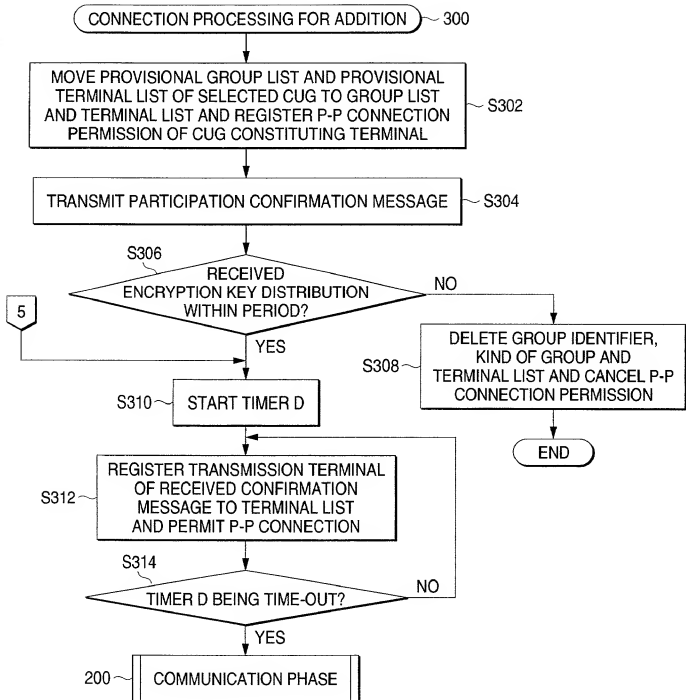 CONNECTION PROCESSING FOR ADDITION
300
MOVE PROVISIONAL GROUP LIST AND PROVISIONAL
TERMINAL LIST OF SELECTED CUG TO GROUP LIST
AND TERMINAL LIST AND REGISTER P-P CONNECTION
PERMISSION OF CUG CONSTITUTING TERMINAL
S302
TRANSMIT PARTICIPATION CONFIRMATION MESSAGE
S304
S306
RECEIVED
ENCRYPTION KEY DISTRIBUTION
WITHIN PERIOD?
NO
YES
5
S308
DELETE GROUP IDENTIFIER,
KIND OF GROUP AND
TERMINAL LIST AND CANCEL P-P
CONNECTION PERMISSION
END
S310
START TIMER D
S312
REGISTER TRANSMISSION TERMINAL
OF RECEIVED CONFIRMATION
MESSAGE TO TERMINAL LIST
AND PERMIT P-P CONNECTION
S314
TIMER D BEING TIME-OUT?
NO
YES
200
COMMUNICATION PHASE